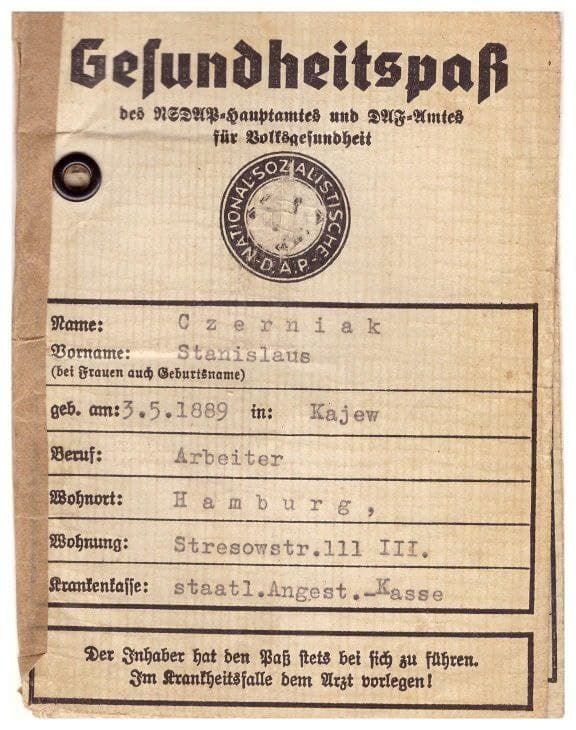 Gesundheitspaß
des NSDAP-Hauptamtes und DAF-Amtes
für Volksgesundheit
NATIONAL-SOZIALISTISCHE-D.A.P.
Name: Czerniak
Vorname: Stanislaus
(bei Frauen auch Geburtsname)
geb. am: 3.5.1889 in: Kajew
Beruf: Arbeiter
Wohnort: Hamburg,
Wohnung: Stresowstr.111 III.
Krankenkasse: staatl.Angest.-Kasse
Der Inhaber hat den Paß stets bei sich zu führen.
Im Krankheitsfalle dem Arzt vorlegen!